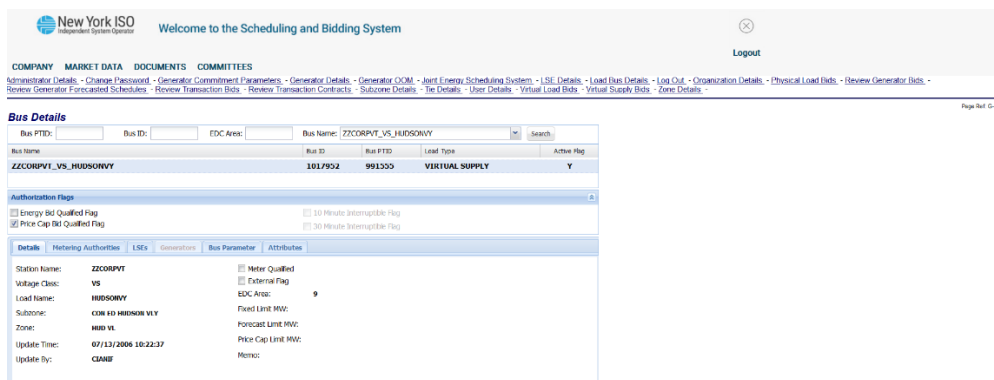 New York ISO
Independent System Operator
Welcome to the Scheduling and Bidding System
Logout
COMPANY MARKET DATA DOCUMENTS COMMITTEES
Administrator Details - Change Password - Generator Commitment Parameters - Generator Details - Generator OOM - Joint Energy Scheduling System - LSE Details - Load Bus Details - Log Out - Organization Details - Physical Load Bids - Review Generator Bids -
Review Generator Forecasted Schedules - Review Transaction Bids - Review Transaction Contracts - Subzone Details - Tie Details - User Details - Virtual Load Bids - Virtual Supply Bids - Zone Details -
Page Ref: G-
Bus Details
Bus PTID: Bus ID: EDC Area: Bus Name: ZZCORPVT_VS_HUDSONVY Search
Bus Name Bus ID Bus PTID Load Type Active Flag
ZZCORPVT_VS_HUDSONVY 1017952 991555 VIRTUAL SUPPLY Y
Authorization Flags
Energy Bid Qualified Flag 10 Minute Interruptible Flag
Price Cap Bid Qualified Flag 30 Minute Interruptible Flag
Details Metering Authorities LSEs Generators Bus Parameter Attributes
Station Name: ZZCORPVT Meter Qualified
Voltage Class: VS External Flag
Load Name: HUDSONVY EDC Area: 9
Subzone: CON ED HUDSON VLY Fixed Limit MW:
Zone: HUD VL Forecast Limit MW:
Update Time: 07/13/2006 10:22:37 Price Cap Limit MW:
Update By: CIANIF Memo: